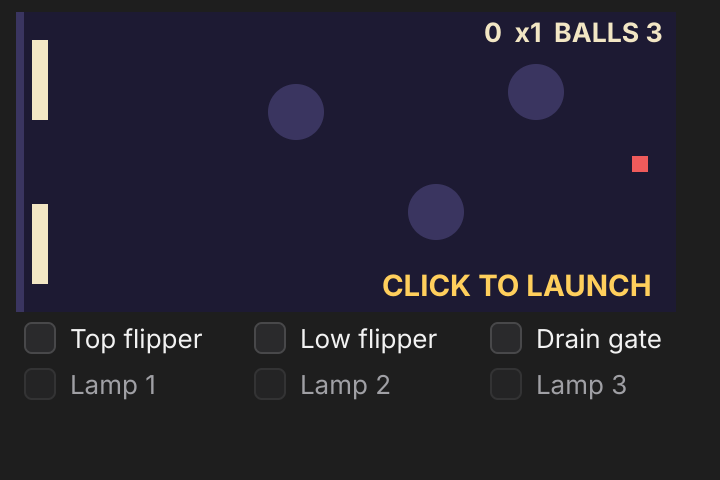 0 x1 BALLS 3
CLICK TO LAUNCH
Top flipper Low flipper Drain gate
Lamp 1 Lamp 2 Lamp 3